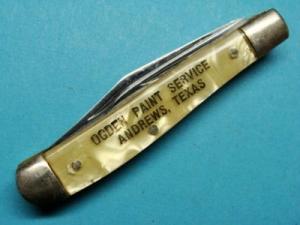 OGDEN PAINT SERVICE
ANDREWS, TEXAS